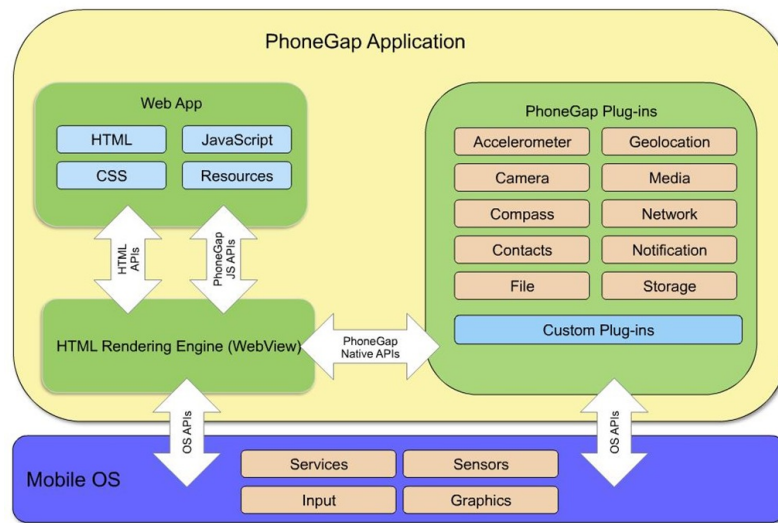 PhoneGap Application
Web App
HTML
JavaScript
CSS
Resources
HTML
APIs
PhoneGap
JS APIs
HTML Rendering Engine (WebView)
OS APIs
PhoneGap
Native APIs
PhoneGap Plug-ins
Accelerometer
Geolocation
Camera
Media
Compass
Network
Contacts
Notification
File
Storage
Custom Plug-ins
OS APIs
Mobile OS
Services
Sensors
Input
Graphics